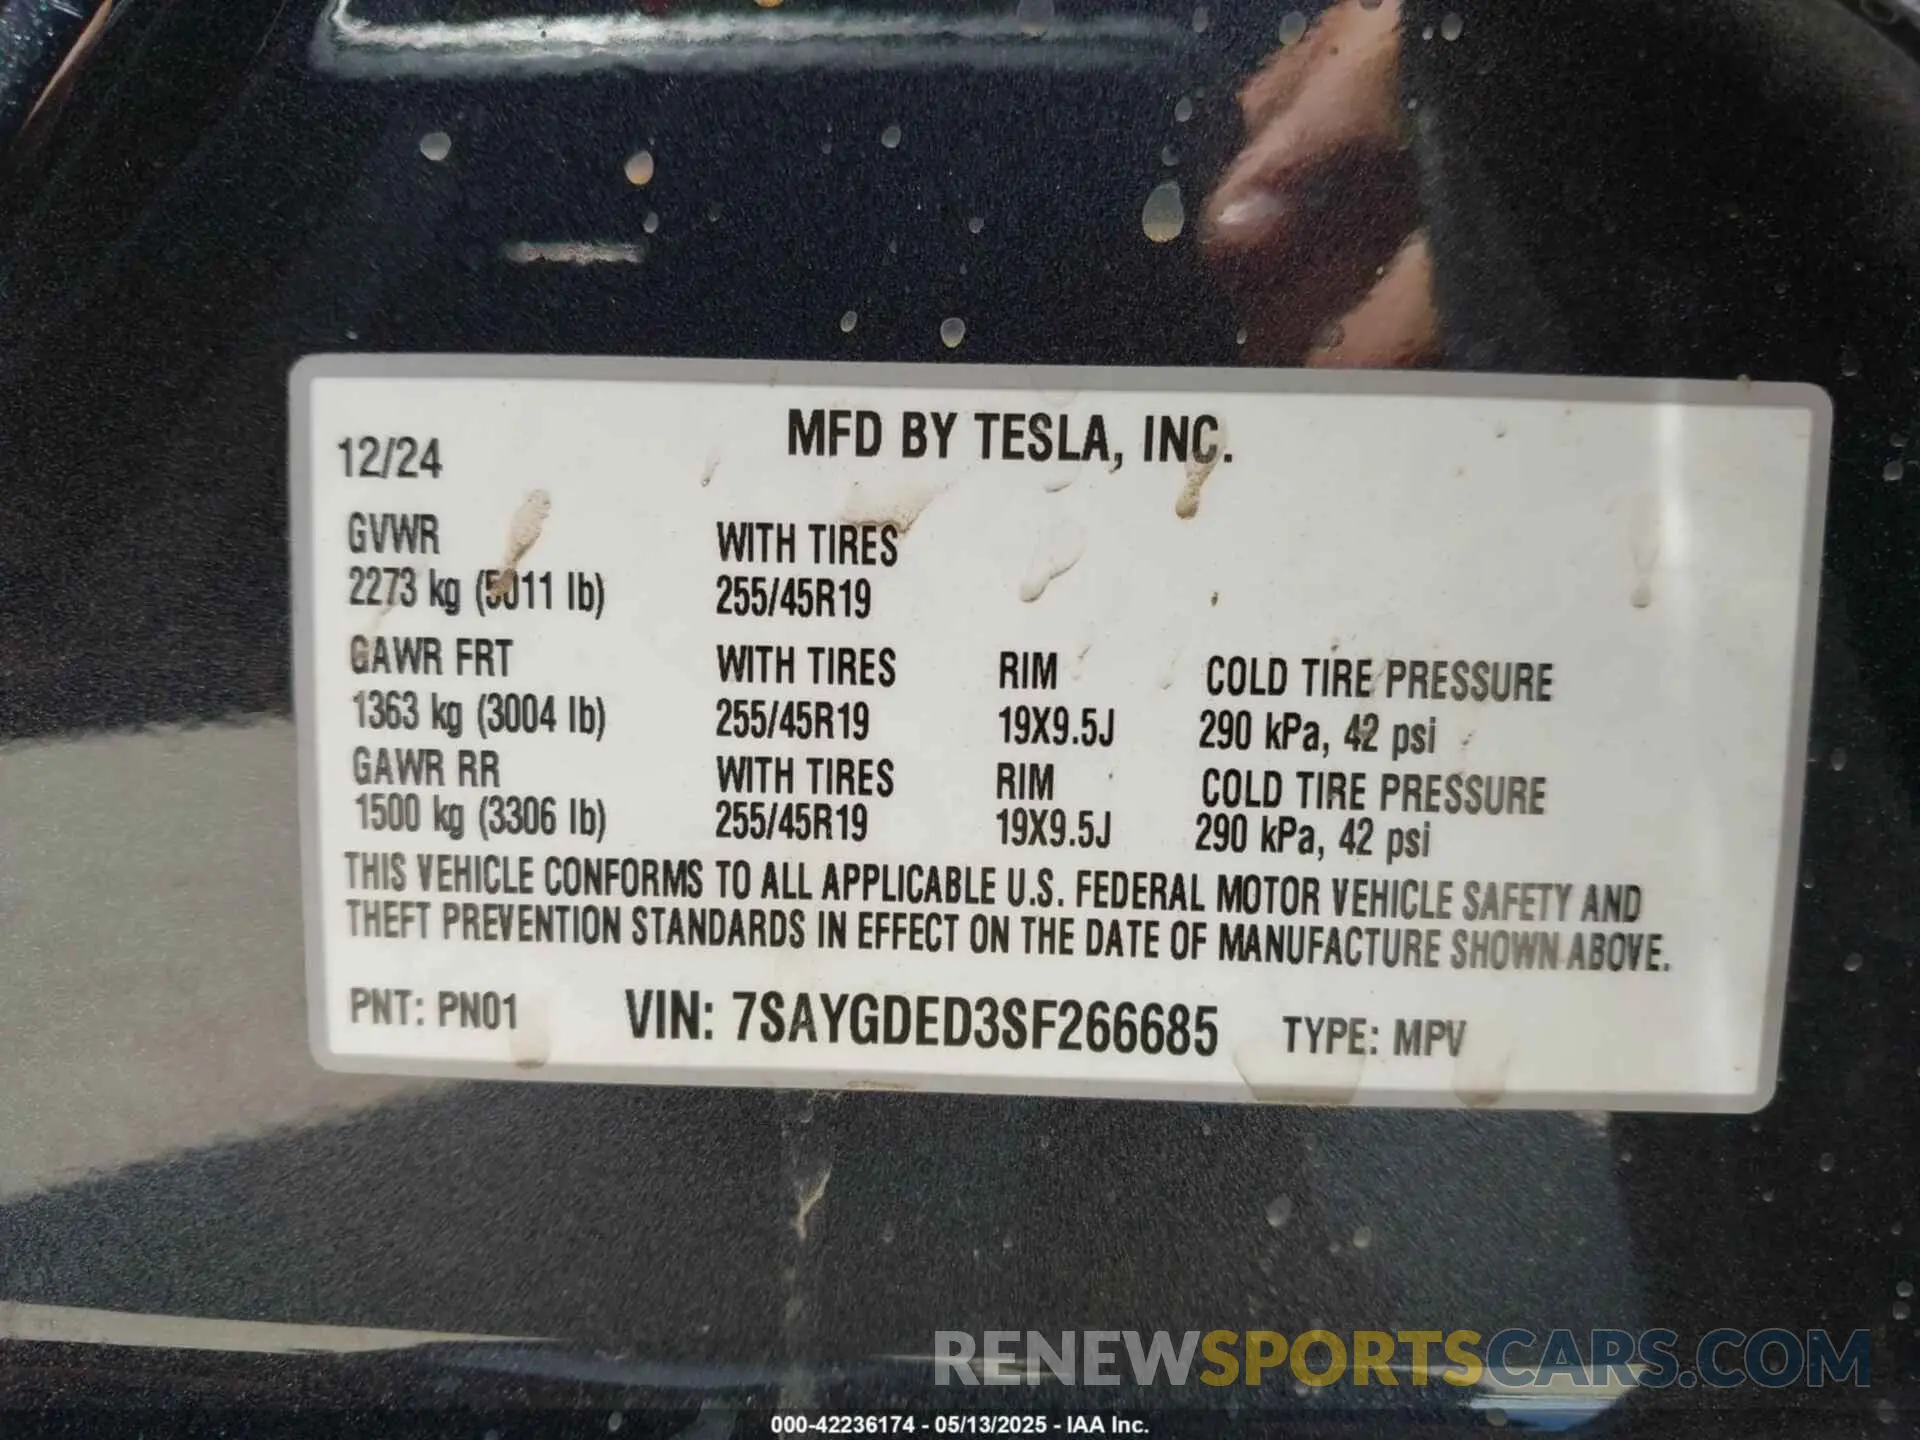 12/24 MFD BY TESLA, INC.
GVWR WITH TIRES
2273 kg (5011 lb) 255/45R19
GAWR FRT WITH TIRES RIM COLD TIRE PRESSURE
1363 kg (3004 lb) 255/45R19 19X9.5J 290 kPa, 42 psi
GAWR RR WITH TIRES RIM COLD TIRE PRESSURE
1500 kg (3306 lb) 255/45R19 19X9.5J 290 kPa, 42 psi
THIS VEHICLE CONFORMS TO ALL APPLICABLE U.S. FEDERAL MOTOR VEHICLE SAFETY AND
THEFT PREVENTION STANDARDS IN EFFECT ON THE DATE OF MANUFACTURE SHOWN ABOVE.
PNT: PN01 VIN: 7SAYGDED3SF266685 TYPE: MPV
RENEWSPORTSCARS.COM
000-42236174 - 05/13/2025 - IAA Inc.